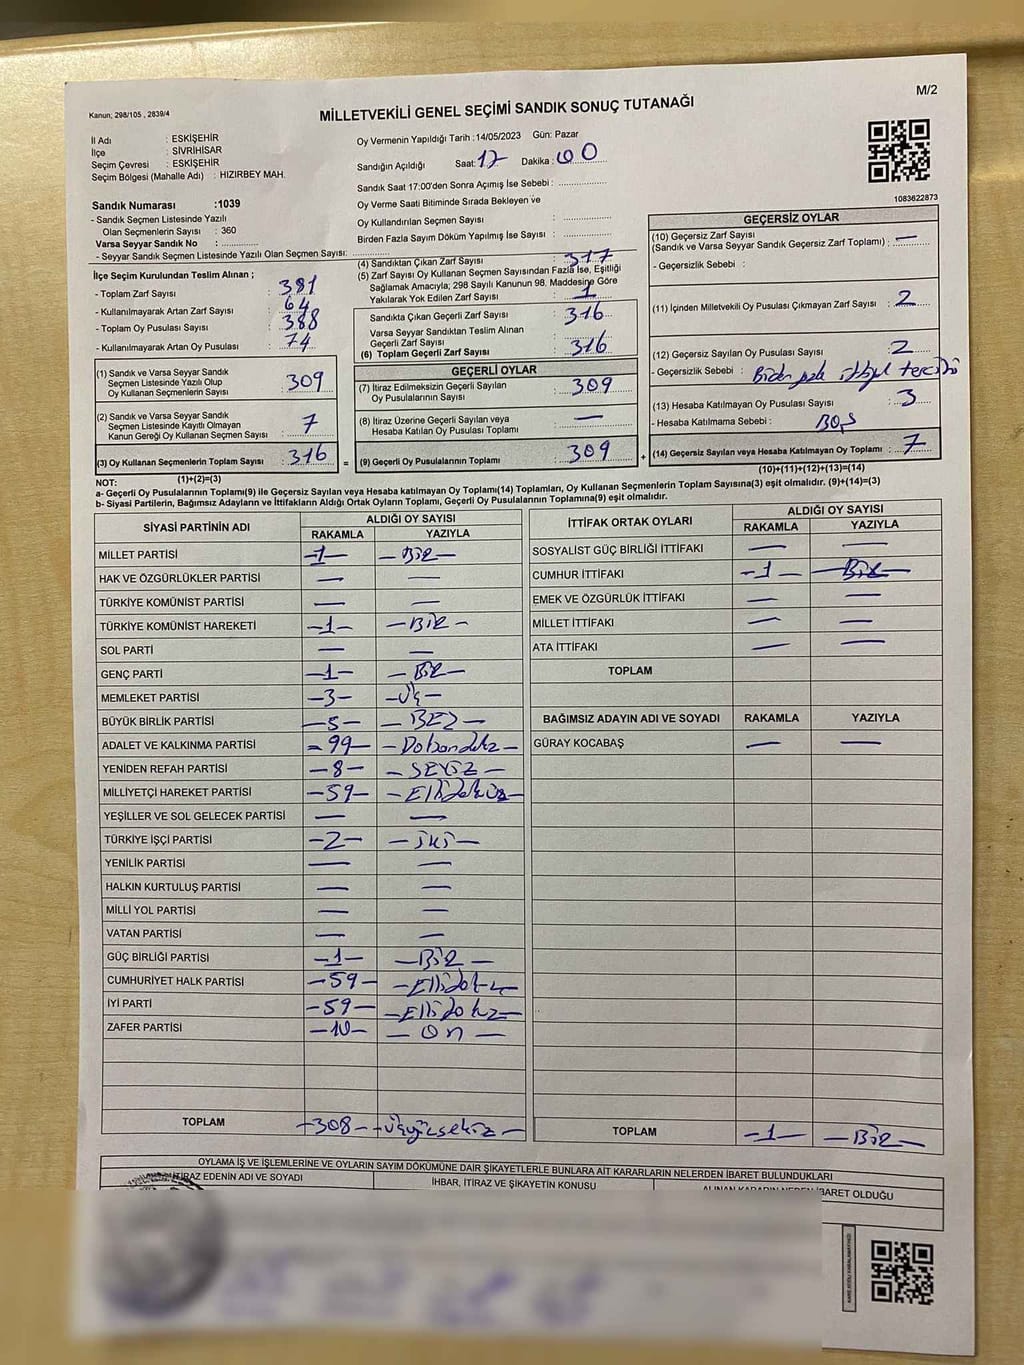 M/2
Kanun; 298/105 , 2839/4
MİLLETVEKİLİ GENEL SEÇİMİ SANDIK SONUÇ TUTANAĞI
İl Adı : ESKİŞEHİR
İlçe : SİVRİHİSAR
Seçim Çevresi : ESKİŞEHİR
Seçim Bölgesi (Mahalle Adı) : HIZIRBEY MAH.
Sandık Numarası :1039
- Sandık Seçmen Listesinde Yazılı
Olan Seçmenlerin Sayısı : 360
Varsa Seyyar Sandık No : ..............
- Seyyar Sandık Seçmen Listesinde Yazılı Olan Seçmen Sayısı: ..............
Oy Vermenin Yapıldığı Tarih : 14/05/2023 Gün: Pazar
Sandığın Açıldığı Saat: 17 Dakika : 00
Sandık Saat 17:00'den Sonra Açımış İse Sebebi : ..............
Oy Verme Saati Bitiminde Sırada Bekleyen ve
Oy Kullandırılan Seçmen Sayısı : ..............
Birden Fazla Sayım Döküm Yapılmış İse Sayısı : ..............
1083622873
İlçe Seçim Kurulundan Teslim Alınan ;
- Toplam Zarf Sayısı : 381
- Kullanılmayarak Artan Zarf Sayısı : 64
- Toplam Oy Pusulası Sayısı : 388
- Kullanılmayarak Artan Oy Pusulası : 74
(4) Sandıktan Çıkan Zarf Sayısı : 317
(5) Zarf Sayısı Oy Kullanan Seçmen Sayısından Fazla İse, Eşitliği
Sağlamak Amacıyla; 298 Sayılı Kanunun 98. Maddesine Göre
Yakılarak Yok Edilen Zarf Sayısı : 1
Sandıkta Çıkan Geçerli Zarf Sayısı : 316
Varsa Seyyar Sandıktan Teslim Alınan
Geçerli Zarf Sayısı :
(6) Toplam Geçerli Zarf Sayısı : 316
GEÇERSİZ OYLAR
(10) Geçersiz Zarf Sayısı
(Sandık ve Varsa Seyyar Sandık Geçersiz Zarf Toplamı) : —
- Geçersizlik Sebebi :
(11) İçinden Milletvekili Oy Pusulası Çıkmayan Zarf Sayısı : 2
(12) Geçersiz Sayılan Oy Pusulası Sayısı : 2
- Geçersizlik Sebebi :
(13) Hesaba Katılmayan Oy Pusulası Sayısı : 3
- Hesaba Katılmama Sebebi : BOŞ
(14) Geçersiz Sayılan veya Hesaba Katılmayan Oy Toplamı : 7
(10)+(11)+(12)+(13)=(14)
(1) Sandık ve Varsa Seyyar Sandık
Seçmen Listesinde Yazılı Olup
Oy Kullanan Seçmenlerin Sayısı : 309
(2) Sandık ve Varsa Seyyar Sandık
Seçmen Listesinde Kayıtlı Olmayan
Kanun Gereği Oy Kullanan Seçmen Sayısı : 7
(3) Oy Kullanan Seçmenlerin Toplam Sayısı : 316
(1)+(2)=(3)
=
GEÇERLİ OYLAR
(7) İtiraz Edilmeksizin Geçerli Sayılan
Oy Pusulalarının Sayısı : 309
(8) İtiraz Üzerine Geçerli Sayılan veya
Hesaba Katılan Oy Pusulası Toplamı : —
(9) Geçerli Oy Pusulalarının Toplamı : 309
+
NOT:
a- Geçerli Oy Pusulalarının Toplamı(9) ile Geçersiz Sayılan veya Hesaba katılmayan Oy Toplamı(14) Toplamları, Oy Kullanan Seçmenlerin Toplam Sayısına(3) eşit olmalıdır. (9)+(14)=(3)
b- Siyasi Partilerin, Bağımsız Adayların ve İttifakların Aldığı Ortak Oyların Toplamı, Geçerli Oy Pusulalarının Toplamına(9) eşit olmalıdır.
SİYASİ PARTİNİN ADI ALDIĞI OY SAYISI
RAKAMLA YAZIYLA
MİLLET PARTİSİ -1- - BİR -
HAK VE ÖZGÜRLÜKLER PARTİSİ — —
TÜRKİYE KOMÜNİST PARTİSİ — —
TÜRKİYE KOMÜNİST HAREKETİ -1- - BİR -
SOL PARTİ — —
GENÇ PARTİ -1- - BİR -
MEMLEKET PARTİSİ -3- - Üç -
BÜYÜK BİRLİK PARTİSİ -5- - BEŞ -
ADALET VE KALKINMA PARTİSİ - 99 -
YENİDEN REFAH PARTİSİ -8- - SEKİZ -
MİLLİYETÇİ HAREKET PARTİSİ -59- - Ellidokuz -
YEŞİLLER VE SOL GELECEK PARTİSİ — —
TÜRKİYE İŞÇİ PARTİSİ -2- - iki -
YENİLİK PARTİSİ — —
HALKIN KURTULUŞ PARTİSİ — —
MİLLİ YOL PARTİSİ — —
VATAN PARTİSİ — —
GÜÇ BİRLİĞİ PARTİSİ -1- - BİR -
CUMHURİYET HALK PARTİSİ -59- - Ellidokuz -
İYİ PARTİ -59- - Ellidokuz -
ZAFER PARTİSİ -10- - on -
TOPLAM -308- - üçyüzsekiz -
İTTİFAK ORTAK OYLARI ALDIĞI OY SAYISI
RAKAMLA YAZIYLA
SOSYALİST GÜÇ BİRLİĞİ İTTİFAKI — —
CUMHUR İTTİFAKI -1- - BİR -
EMEK VE ÖZGÜRLÜK İTTİFAKI — —
MİLLET İTTİFAKI — —
ATA İTTİFAKI — —
TOPLAM
BAĞIMSIZ ADAYIN ADI VE SOYADI RAKAMLA YAZIYLA
GÜRAY KOCABAŞ — —
TOPLAM -1- - BİR -
OYLAMA İŞ VE İŞLEMLERİNE VE OYLARIN SAYIM DÖKÜMÜNE DAİR ŞİKAYETLERLE BUNLARA AİT KARARLARIN NELERDEN İBARET BULUNDUKLARI
İTİRAZ EDENİN ADI VE SOYADI İHBAR, İTİRAZ VE ŞİKAYETİN KONUSU ALINAN KARARIN NEDEN İBARET OLDUĞU